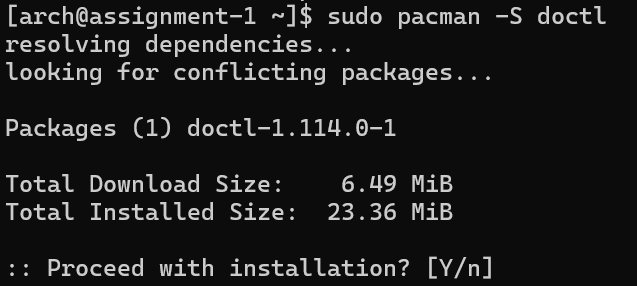 [arch@assignment-1 ~]$ sudo pacman -S doctl
resolving dependencies...
looking for conflicting packages...
Packages (1) doctl-1.114.0-1
Total Download Size:    6.49 MiB
Total Installed Size:  23.36 MiB
:: Proceed with installation? [Y/n]